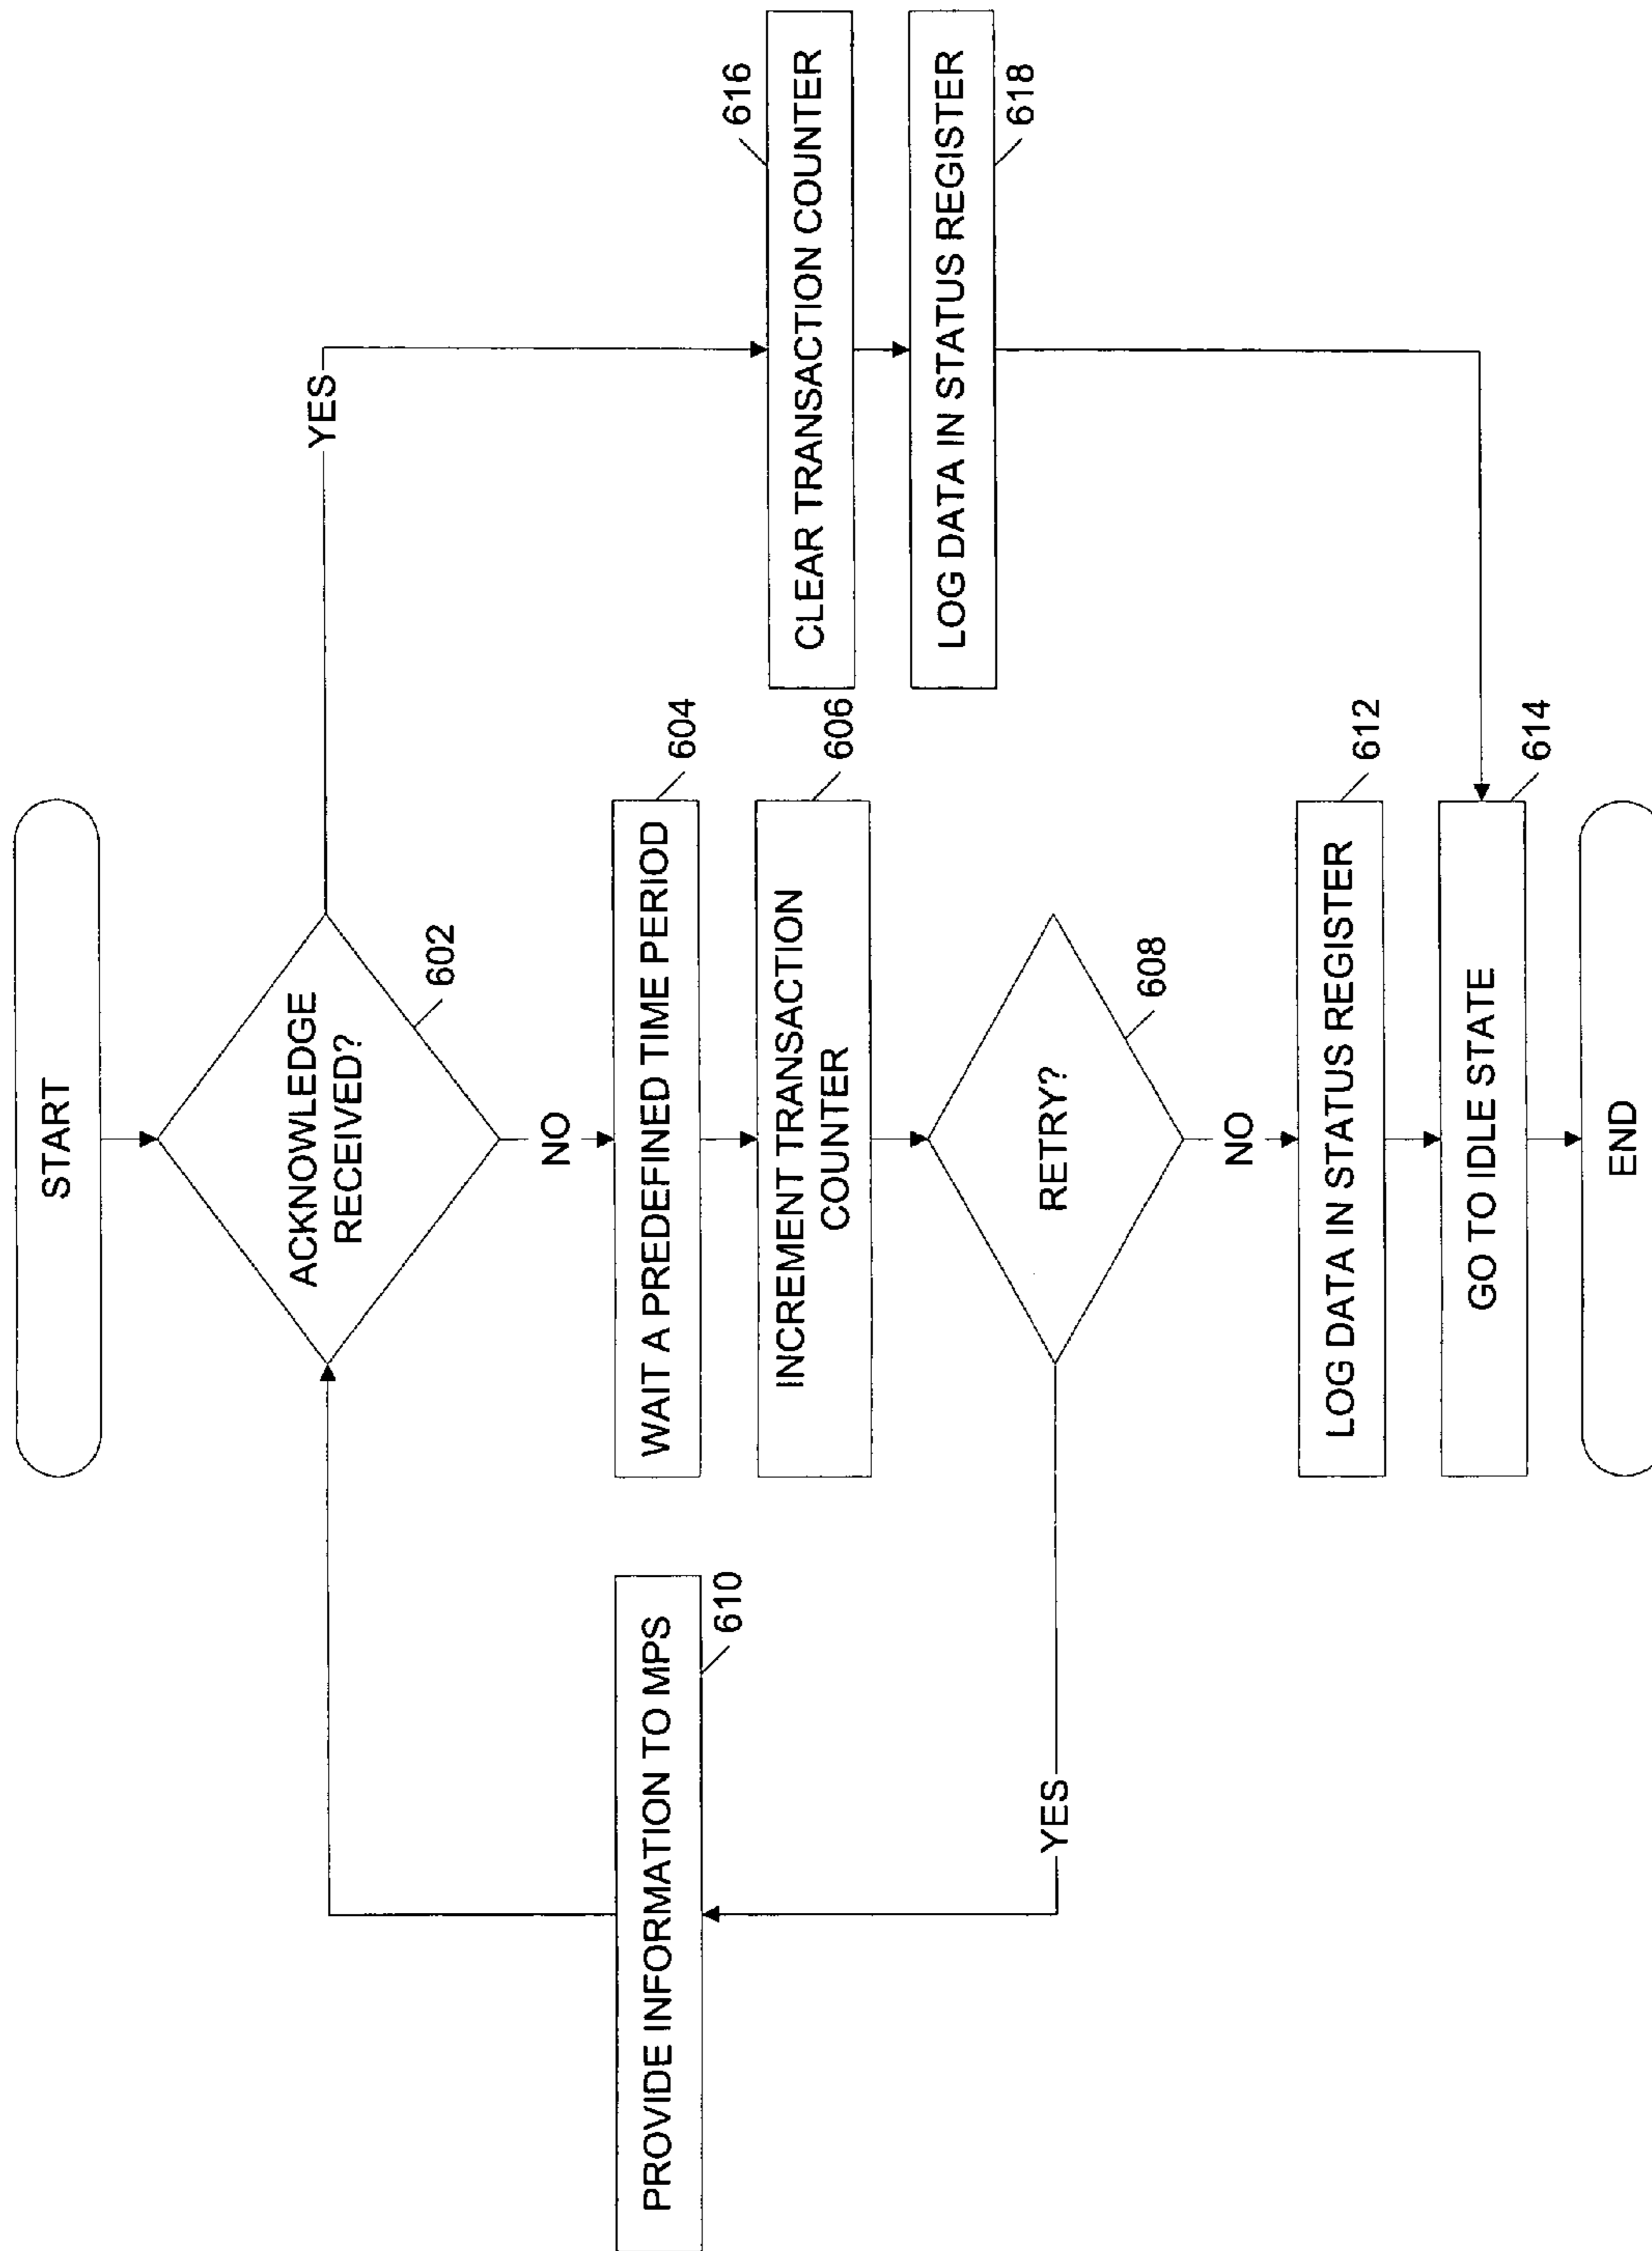 START
ACKNOWLEDGE
RECEIVED?
602
YES
NO
WAIT A PREDEFINED TIME PERIOD
604
PROVIDE INFORMATION TO MPS
610
INCREMENT TRANSACTION
COUNTER
606
CLEAR TRANSACTION COUNTER
616
LOG DATA IN STATUS REGISTER
618
RETRY?
608
YES
NO
LOG DATA IN STATUS REGISTER
612
GO TO IDLE STATE
614
END